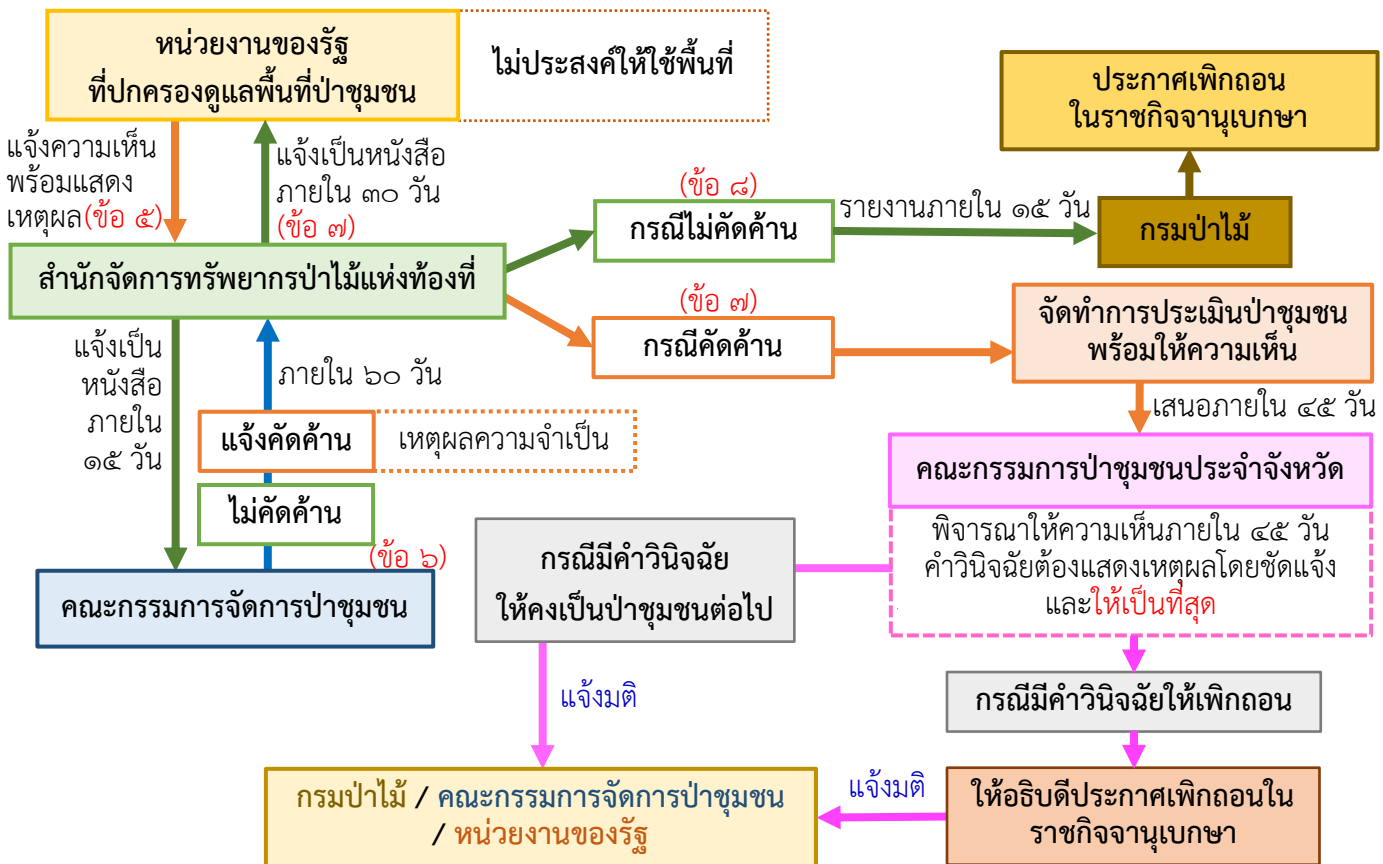 หน่วยงานของรัฐ
ที่ปกครองดูแลพื้นที่ป่าชุมชน
ไม่ประสงค์ให้ใช้พื้นที่
ประกาศเพิกถอน
ในราชกิจจานุเบกษา
แจ้งความเห็น
พร้อมแสดง
เหตุผล(ข้อ ๕)
แจ้งเป็นหนังสือ
ภายใน ๓๐ วัน
(ข้อ ๗)
(ข้อ ๘)
กรณีไม่คัดค้าน
รายงานภายใน ๑๕ วัน
กรมป่าไม้
สำนักจัดการทรัพยากรป่าไม้แห่งท้องที่
(ข้อ ๗)
กรณีคัดค้าน
จัดทำการประเมินป่าชุมชน
พร้อมให้ความเห็น
แจ้งเป็น
หนังสือ
ภายใน
๑๕ วัน
ภายใน ๖๐ วัน
แจ้งคัดค้าน
เหตุผลความจำเป็น
ไม่คัดค้าน
(ข้อ ๖)
คณะกรรมการจัดการป่าชุมชน
เสนอภายใน ๔๕ วัน
คณะกรรมการป่าชุมชนประจำจังหวัด
พิจารณาให้ความเห็นภายใน ๔๕ วัน
คำวินิจฉัยต้องแสดงเหตุผลโดยชัดแจ้ง
และให้เป็นที่สุด
กรณีมีคำวินิจฉัย
ให้คงเป็นป่าชุมชนต่อไป
แจ้งมติ
กรณีมีคำวินิจฉัยให้เพิกถอน
ให้อธิบดีประกาศเพิกถอนใน
ราชกิจจานุเบกษา
แจ้งมติ
กรมป่าไม้ / คณะกรรมการจัดการป่าชุมชน
/ หน่วยงานของรัฐ